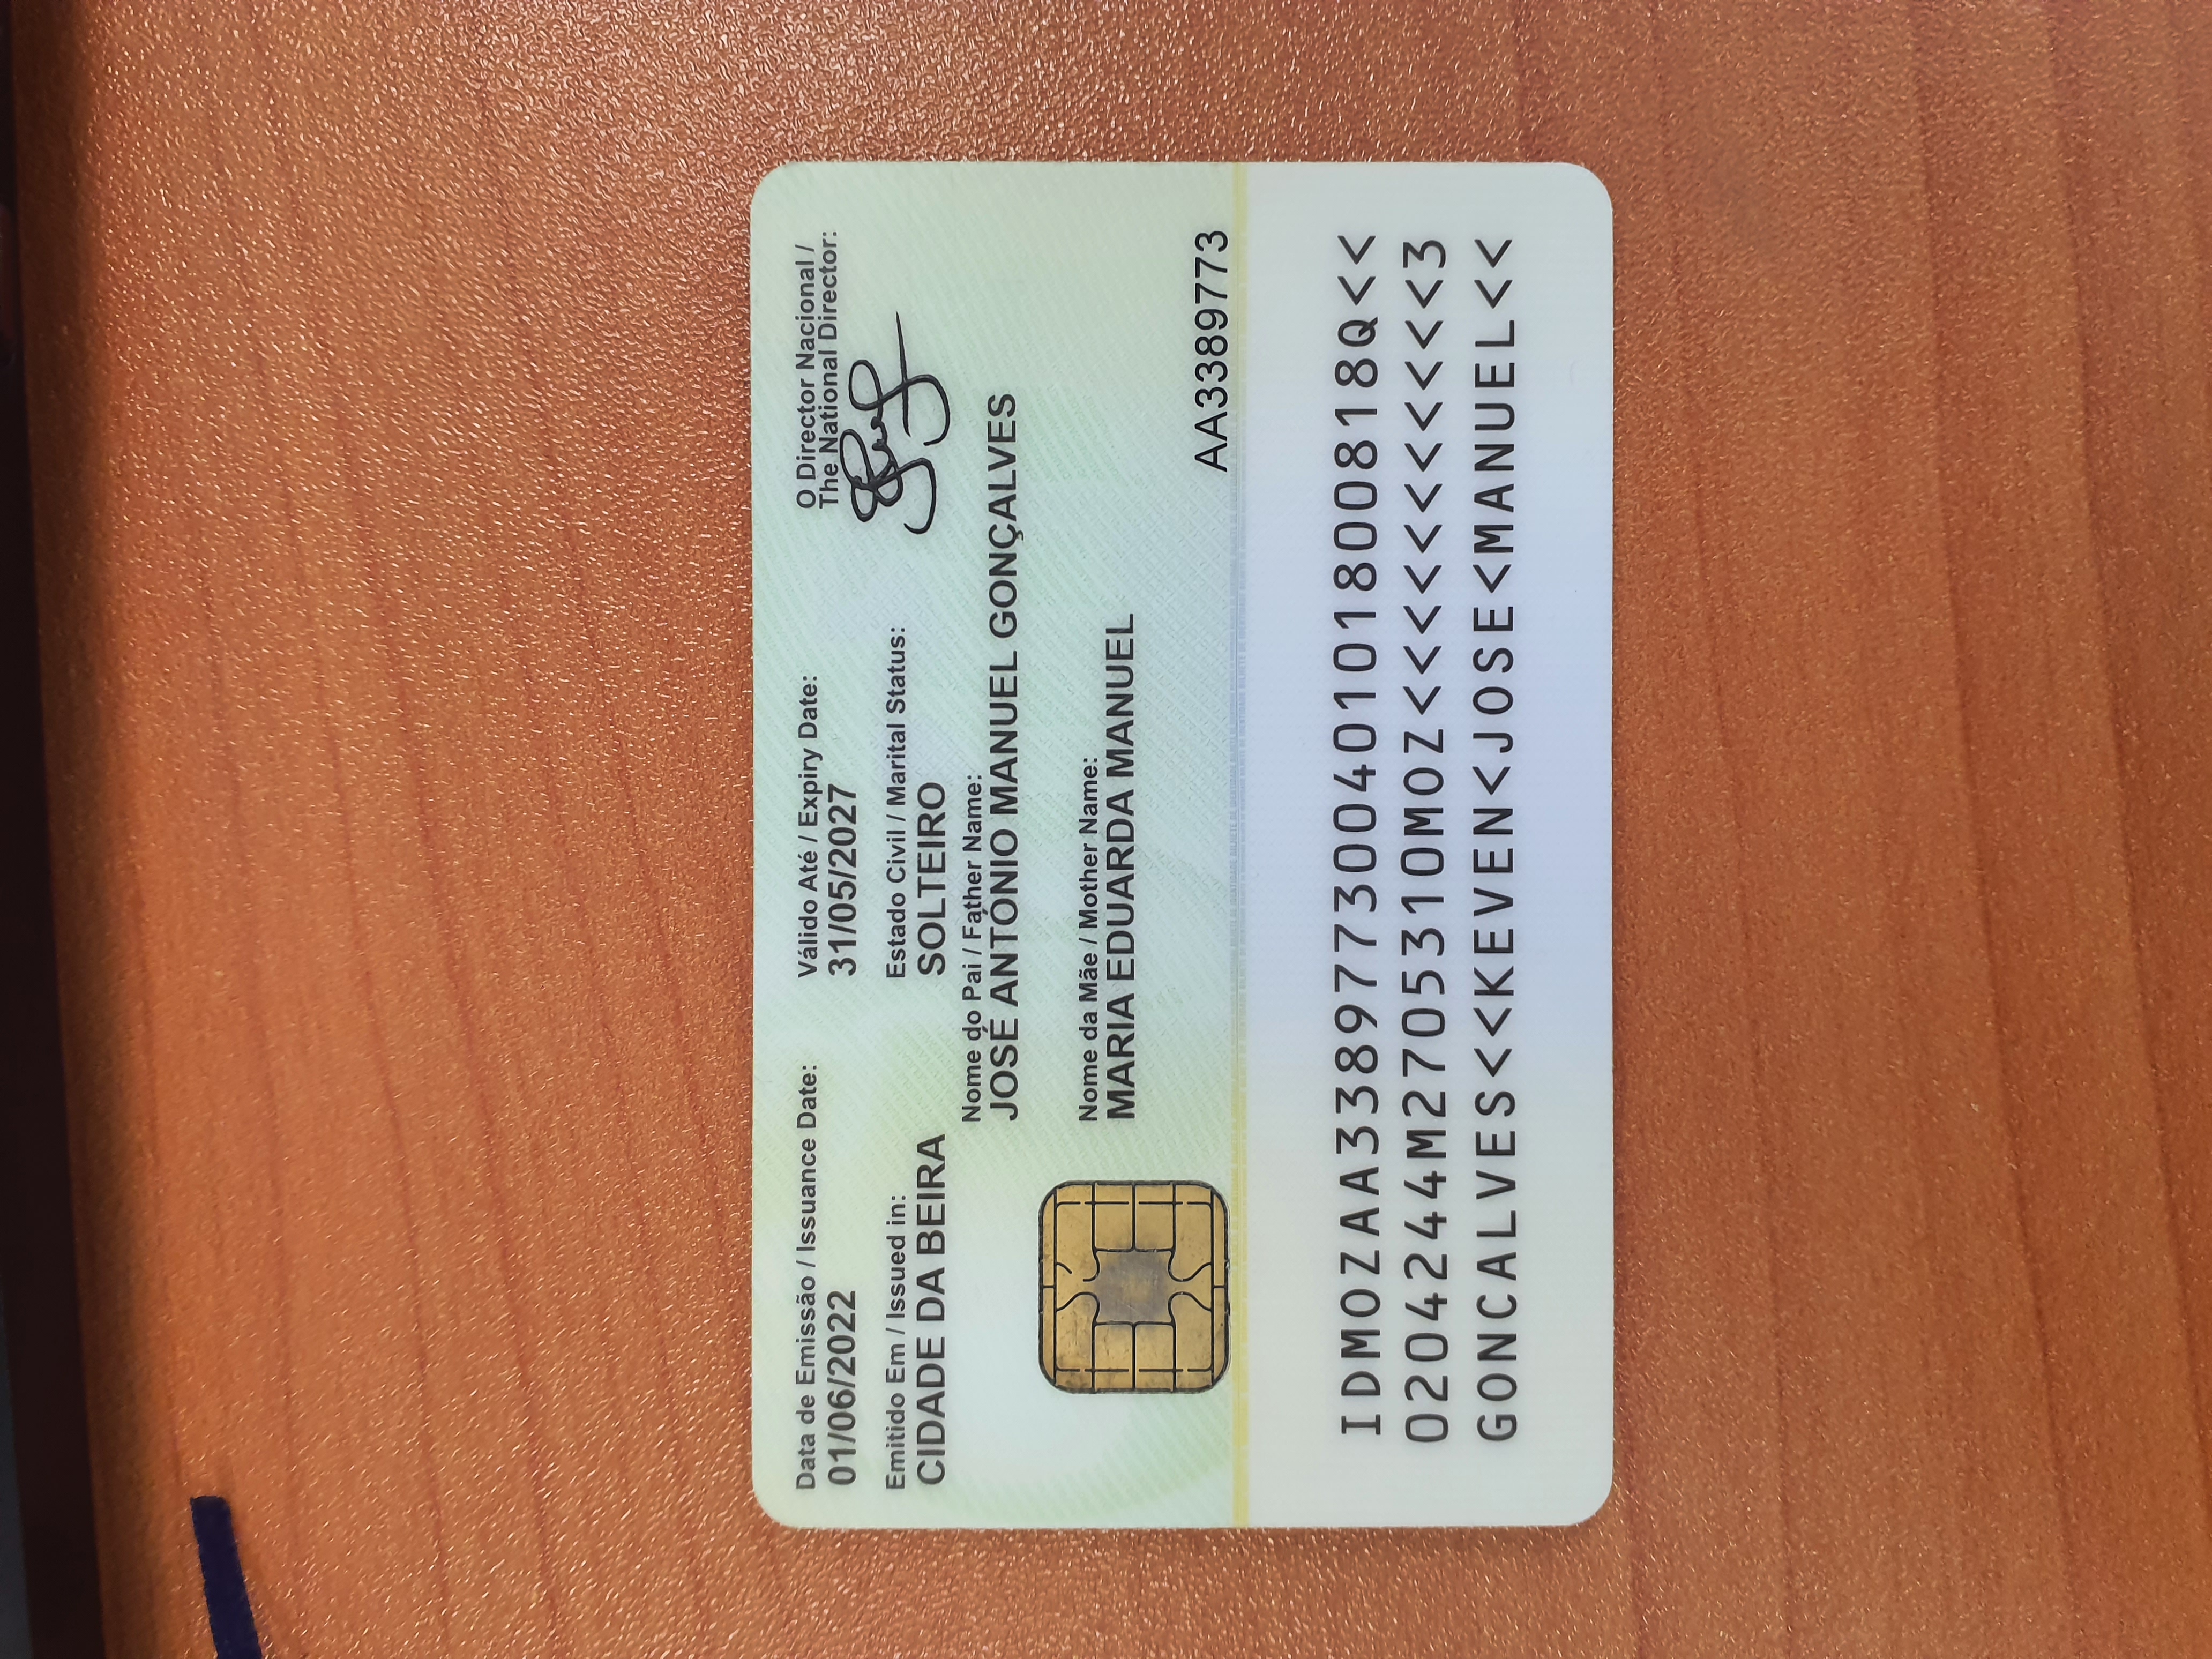 Data de Emissão / Issuance Date:
01/06/2022
Válido Até / Expiry Date:
31/05/2027
O Director Nacional /
The National Director:
Emitido Em / Issued in:
CIDADE DA BEIRA
Estado Civil / Marital Status:
SOLTEIRO
Nome do Pai / Father Name:
JOSÉ ANTÓNIO MANUEL GONÇALVES
Nome da Mãe / Mother Name:
MARIA EDUARDA MANUEL
AA3389773
IDMOZAA33897730040101800818Q<<
0204244M2705310MOZ<<<<<<<<<<<3
GONCALVES<<KEVEN<JOSE<MANUEL<<